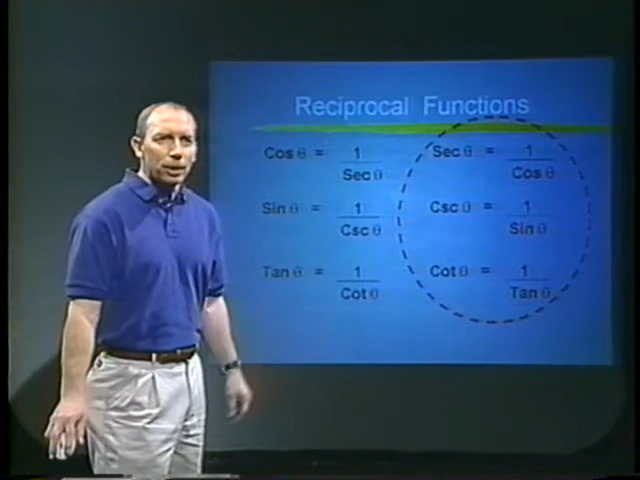 Reciprocal Functions
Cos θ = 1/Sec θ Sec θ = 1/Cos θ
Sin θ = 1/Csc θ Csc θ = 1/Sin θ
Tan θ = 1/Cot θ Cot θ = 1/Tan θ